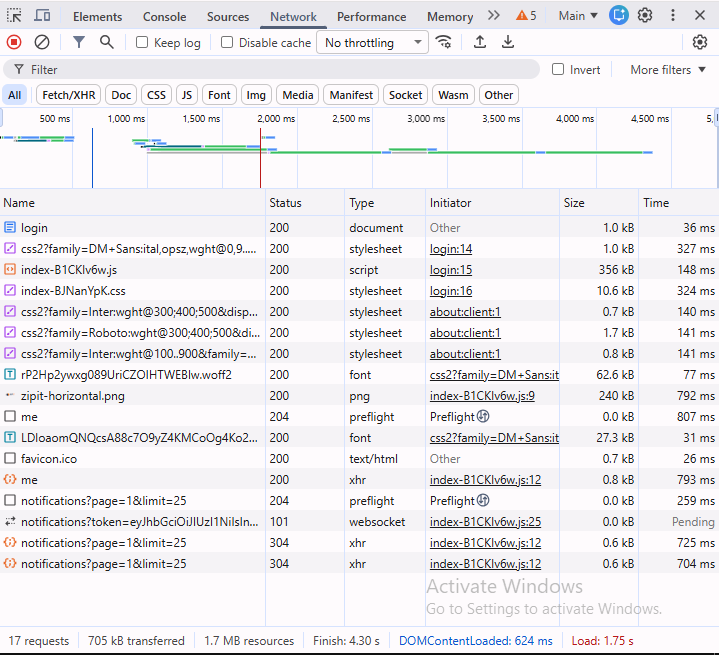 Elements Console Sources Network Performance Memory 5 Main
Keep log Disable cache No throttling
Filter Invert More filters
All Fetch/XHR Doc CSS JS Font Img Media Manifest Socket Wasm Other
500 ms 1,000 ms 1,500 ms 2,000 ms 2,500 ms 3,000 ms 3,500 ms 4,000 ms 4,500 ms 5,
Name Status Type Initiator Size Time
login 200 document Other 1.0 kB 36 ms
css2?family=DM+Sans:ital,opsz,wght@0,9..... 200 stylesheet login:14 1.0 kB 327 ms
index-B1CKlv6w.js 200 script login:15 356 kB 148 ms
index-BJNanYpK.css 200 stylesheet login:16 10.6 kB 324 ms
css2?family=Inter:wght@300;400;500&disp... 200 stylesheet about:client:1 0.7 kB 140 ms
css2?family=Roboto:wght@300;400;500&di... 200 stylesheet about:client:1 1.7 kB 141 ms
css2?family=Inter:wght@100..900&family=... 200 stylesheet about:client:1 0.8 kB 141 ms
rP2Hp2ywxg089UriCZOIHTWEBlw.woff2 200 font css2?family=DM+Sans:it 62.6 kB 77 ms
zipit-horizontal.png 200 png index-B1CKlv6w.js:9 240 kB 792 ms
me 204 preflight Preflight 0.0 kB 807 ms
LDIoaomQNQcsA88c7O9yZ4KMCoOg4Ko2... 200 font css2?family=DM+Sans:it 27.3 kB 31 ms
favicon.ico 200 text/html Other 0.7 kB 26 ms
me 200 xhr index-B1CKlv6w.js:12 0.8 kB 793 ms
notifications?page=1&limit=25 204 preflight Preflight 0.0 kB 259 ms
notifications?token=eyJhbGciOiJIUzI1NiIsIn... 101 websocket index-B1CKlv6w.js:25 0.0 kB Pending
notifications?page=1&limit=25 304 xhr index-B1CKlv6w.js:12 0.6 kB 725 ms
notifications?page=1&limit=25 304 xhr index-B1CKlv6w.js:12 0.6 kB 704 ms
Activate Windows
Go to Settings to activate Windows.
17 requests 705 kB transferred 1.7 MB resources Finish: 4.30 s DOMContentLoaded: 624 ms Load: 1.75 s